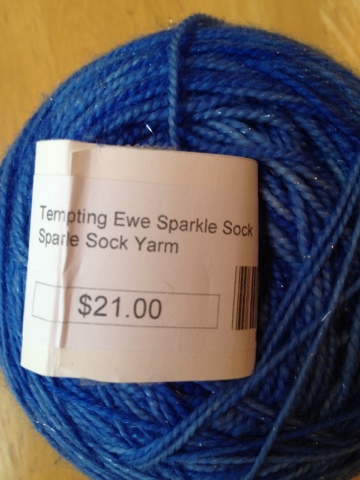 Tempting Ewe Sparkle Sock
Sparle Sock Yarm
$21.00